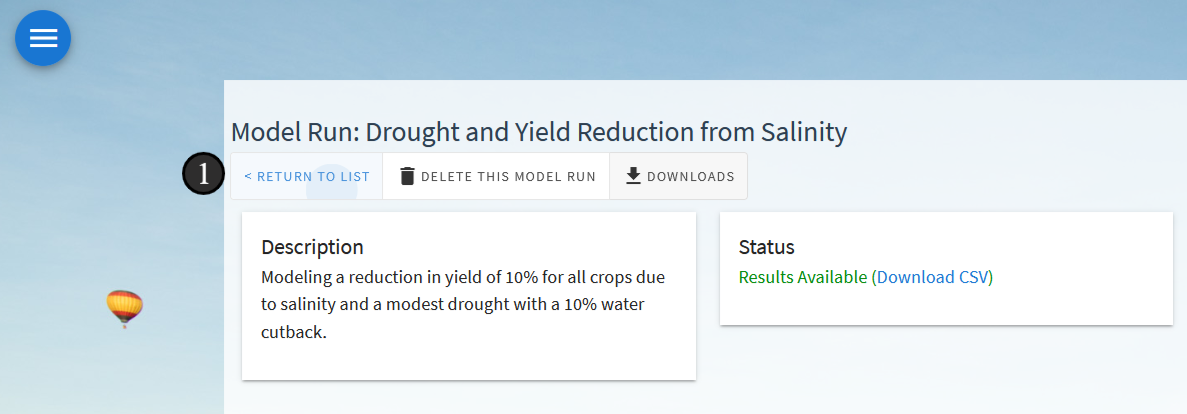 Model Run: Drought and Yield Reduction from Salinity
1
< RETURN TO LIST
DELETE THIS MODEL RUN
DOWNLOADS
Description
Modeling a reduction in yield of 10% for all crops due
to salinity and a modest drought with a 10% water
cutback.
Status
Results Available (Download CSV)